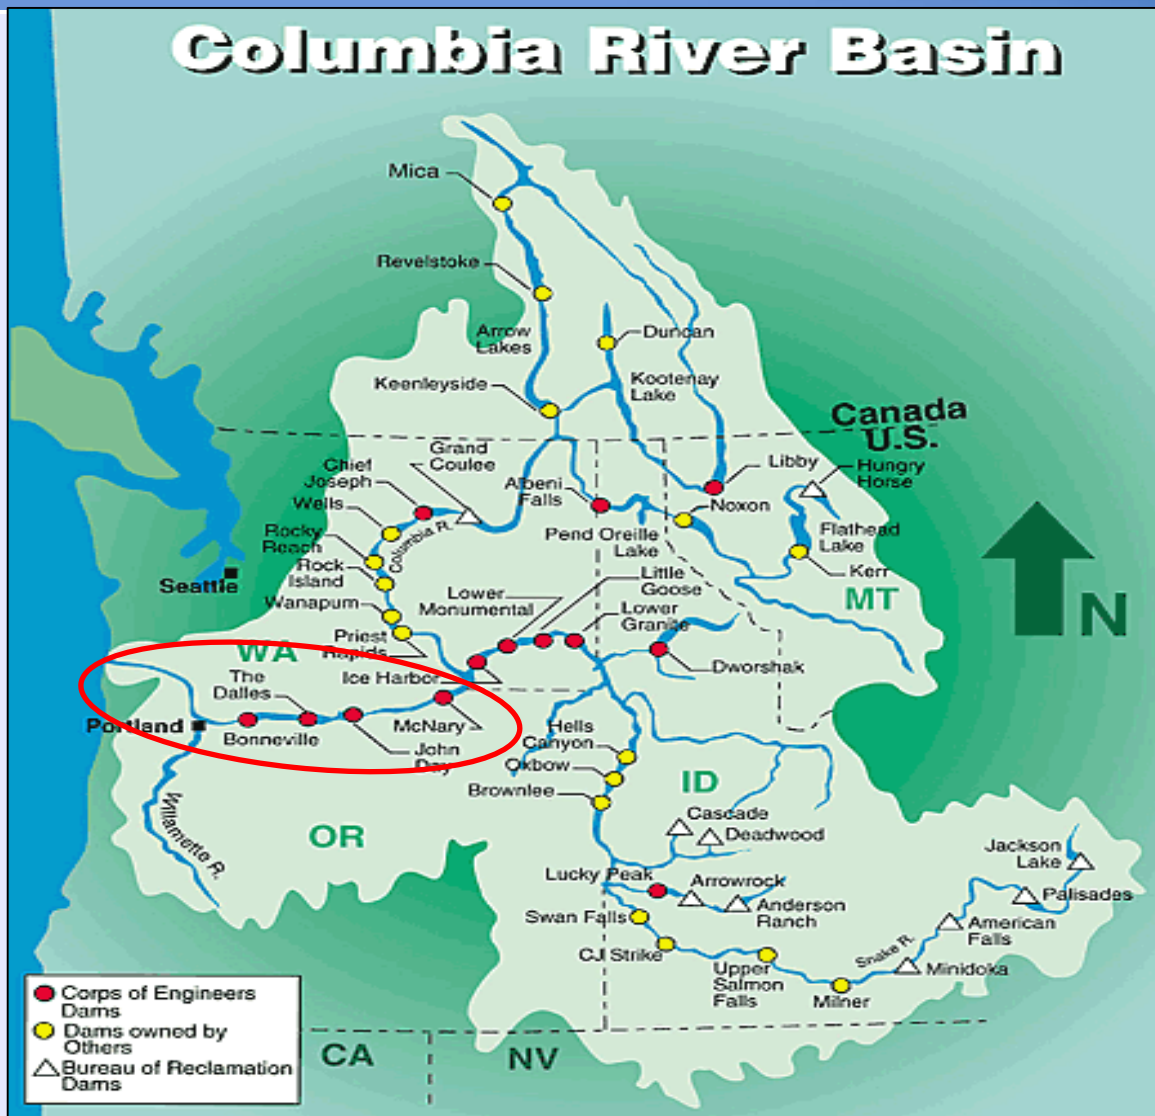 Columbia River Basin
Mica
Revelstoke
Arrow
Lakes
Duncan
Keenleyside
Kootenay
Lake
Canada
U.S.
Grand
Coulee
Chief
Joseph
Libby
Hungry
Horse
Albeni
Falls
Wells
Noxon
Columbia R.
Rocky
Reach
Pend Oreille
Lake
Flathead
Lake
Rock
Island
Kerr
Seattle
Little
Goose
Lower
Monumental
Wanapum
Lower
Granite
MT
N
Priest
Rapids
WA
Ice Harbor
Dworshak
The
Dalles
Portland
Bonneville
McNary
John
Day
Hells
Canyon
Oxbow
Brownlee
ID
Willamette R.
OR
Cascade
Deadwood
Jackson
Lake
Lucky Peak
Arrowrock
Anderson
Ranch
Palisades
Swan Falls
American
Falls
CJ Strike
Snake R.
Upper
Salmon
Falls
Minidoka
Milner
Corps of Engineers
Dams
Dams owned by
Others
Bureau of Reclamation
Dams
CA
NV